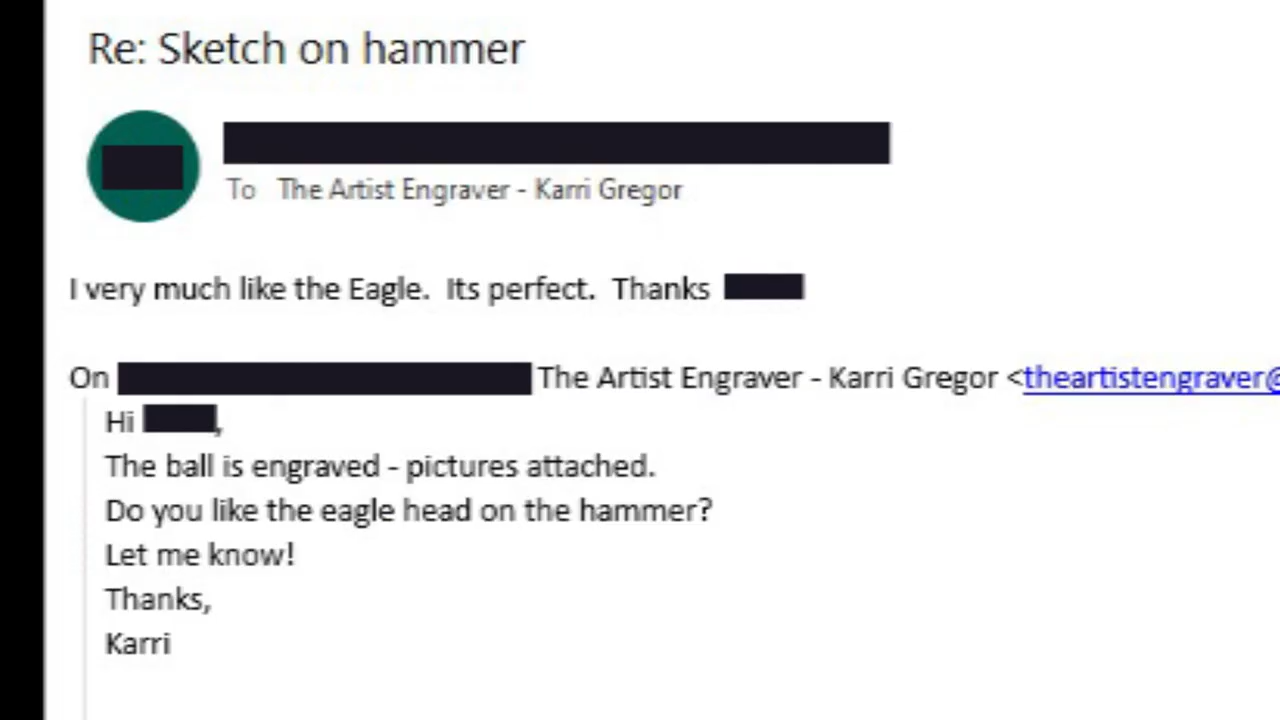 Re: Sketch on hammer
To The Artist Engraver - Karri Gregor
I very much like the Eagle. Its perfect. Thanks
On The Artist Engraver - Karri Gregor <theartistengraver@
Hi ,
The ball is engraved - pictures attached.
Do you like the eagle head on the hammer?
Let me know!
Thanks,
Karri